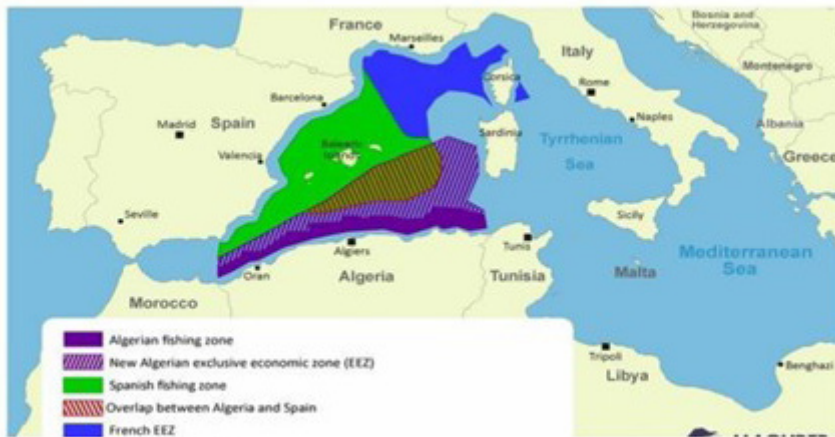 France
Bosnia and
Herzegovina
Marseilles
Italy
Montenegro
Corsica
Barcelona
Rome
Madrid
Spain
Naples
Albania
Sardinia
Valencia
Balearic
Tyrrhenian
Sea
Greece
Seville
Sicily
Mediterranean
Sea
Algiers
Tunis
Oran
Algeria
Tunisia
Malta
Morocco
Algerian fishing zone
New Algerian exclusive economic zone (EEZ)
Spanish fishing zone
Overlap between Algeria and Spain
French EEZ
Tripoli
Benghazi
Libya